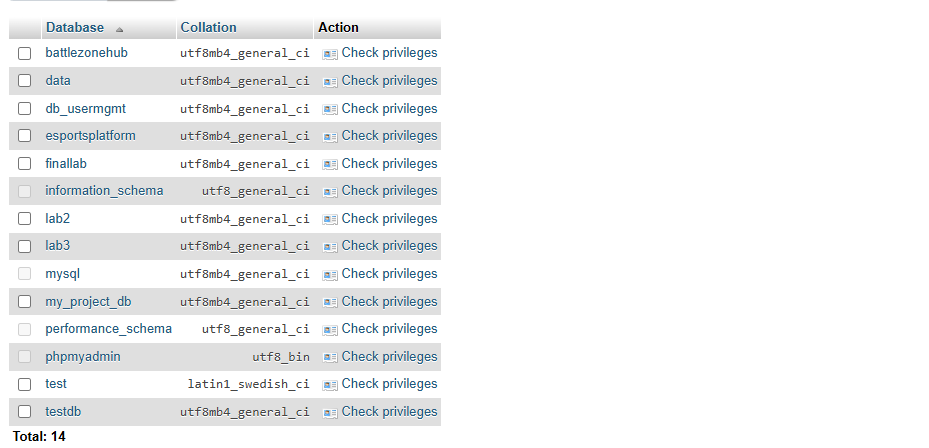 Database Collation Action
battlezonehub utf8mb4_general_ci Check privileges
data utf8mb4_general_ci Check privileges
db_usermgmt utf8mb4_general_ci Check privileges
esportsplatform utf8mb4_general_ci Check privileges
finallab utf8mb4_general_ci Check privileges
information_schema utf8_general_ci Check privileges
lab2 utf8mb4_general_ci Check privileges
lab3 utf8mb4_general_ci Check privileges
mysql utf8mb4_general_ci Check privileges
my_project_db utf8mb4_general_ci Check privileges
performance_schema utf8_general_ci Check privileges
phpmyadmin utf8_bin Check privileges
test latin1_swedish_ci Check privileges
testdb utf8mb4_general_ci Check privileges
Total: 14